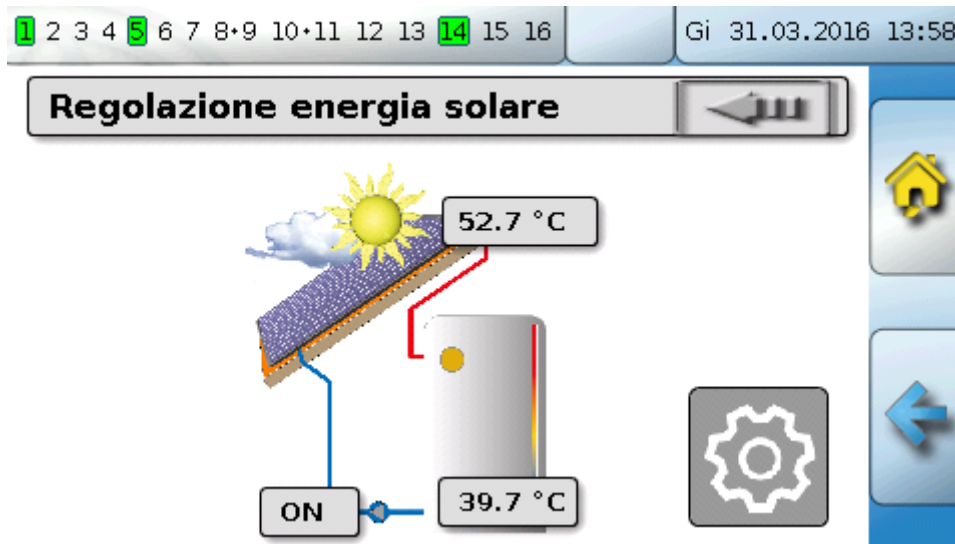 1 2 3 4 5 6 7 8•9 10•11 12 13 14 15 16 Gi 31.03.2016 13:58
Regolazione energia solare
52.7 °C
39.7 °C
ON